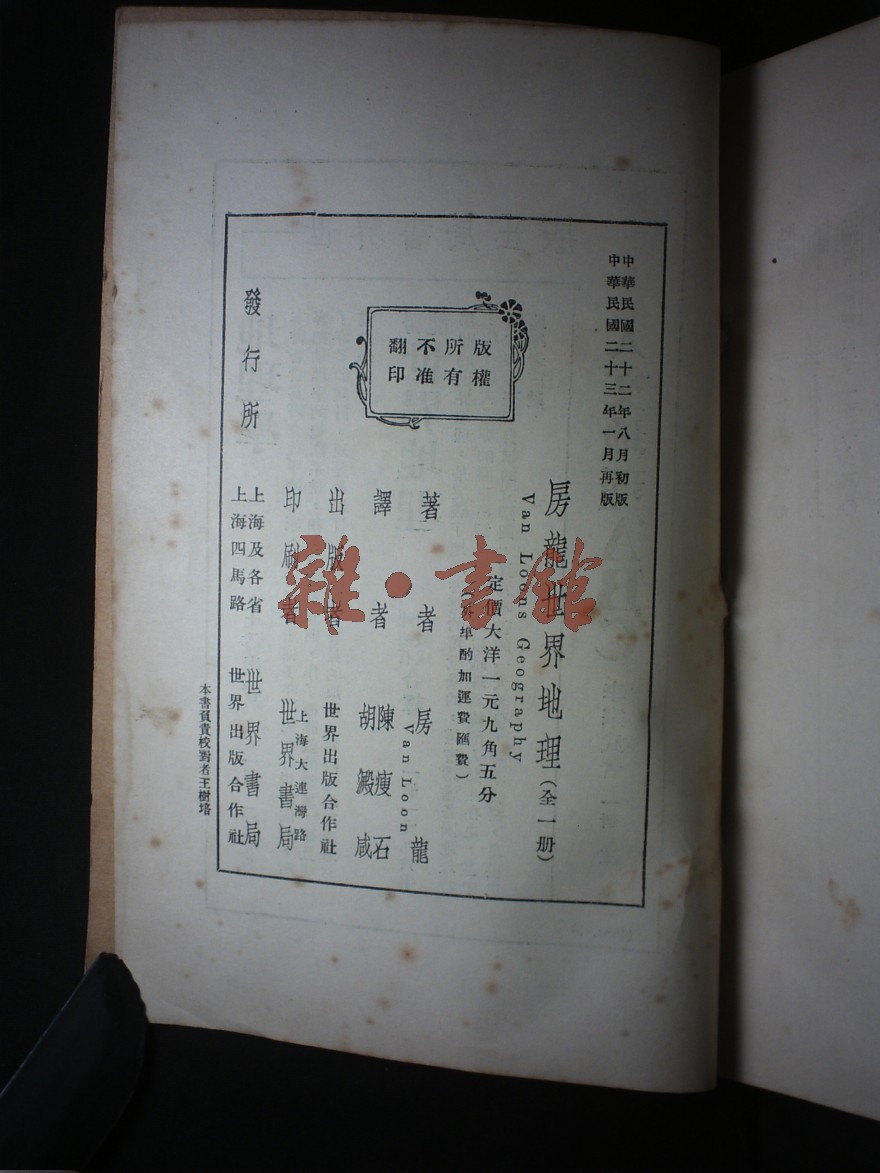 中華民國二十二年八月初版
中華民國二十三年一月再版
房龍世界地理（全一册）
Van Loons Geography
定價大洋一元九角五分
埠酌加運費匯費）
版權
所有
不准
翻印
著者 房龍
Van Loon
譯者 陳瘦石
胡澱咸
出版者 世界出版合作社
印刷者 上海大連灣路
世界書局
發行所 上海及各省 世界書局
上海四馬路 世界出版合作社
本書負責校對者王樹培
雜·書館